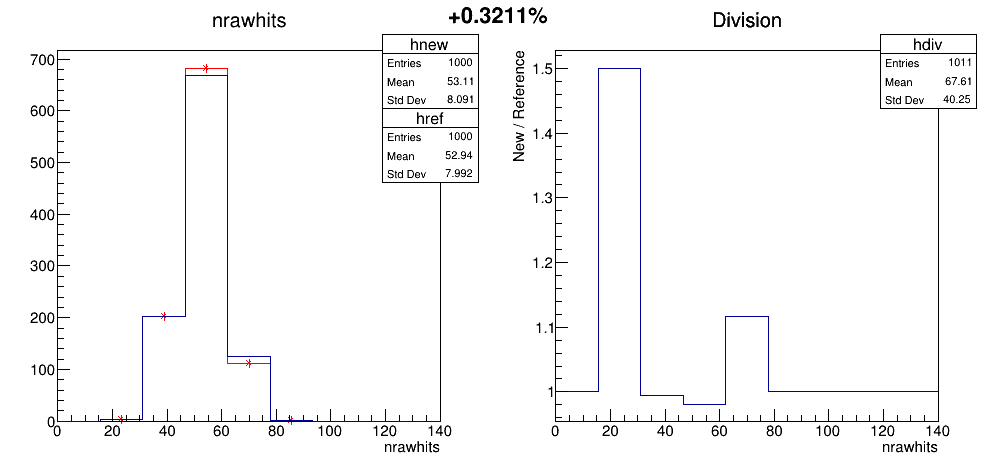 +0.3211%
nrawhits
hnew
Entries 1000
Mean 53.11
Std Dev 8.091
href
Entries 1000
Mean 52.94
Std Dev 7.992
700
600
500
400
300
200
100
0
0 20 40 60 80 100 120 140
nrawhits
Division
hdiv
Entries 1011
Mean 67.61
Std Dev 40.25
New / Reference
1.5
1.4
1.3
1.2
1.1
1
0 20 40 60 80 100 120 140
nrawhits